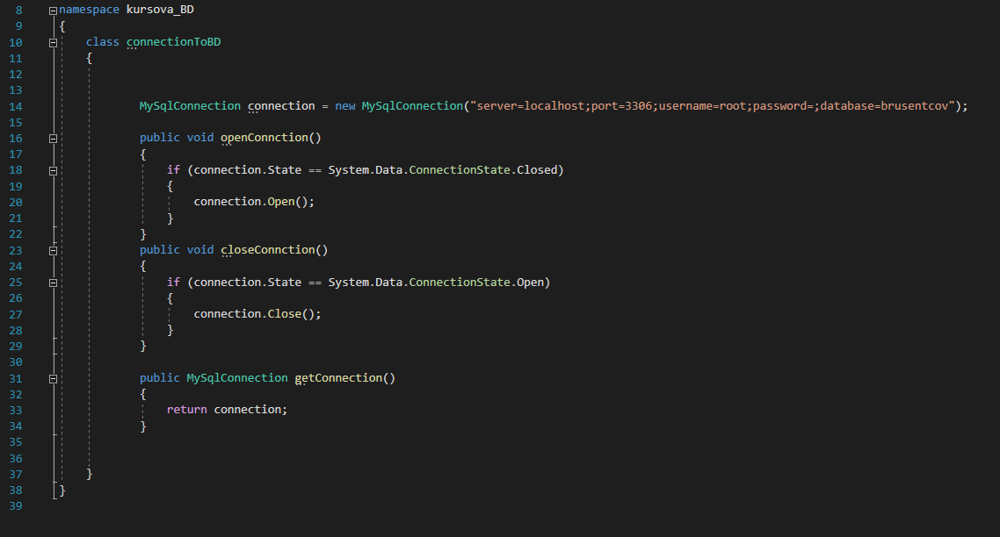 8 namespace kursova_BD
9 {
10 class connectionToBD
11 {
12
13
14 MySqlConnection connection = new MySqlConnection("server=localhost;port=3306;username=root;password=;database=brusentcov");
15
16 public void openConnction()
17 {
18 if (connection.State == System.Data.ConnectionState.Closed)
19 {
20 connection.Open();
21 }
22 }
23 public void closeConnction()
24 {
25 if (connection.State == System.Data.ConnectionState.Open)
26 {
27 connection.Close();
28 }
29 }
30
31 public MySqlConnection getConnection()
32 {
33 return connection;
34 }
35
36
37 }
38 }
39